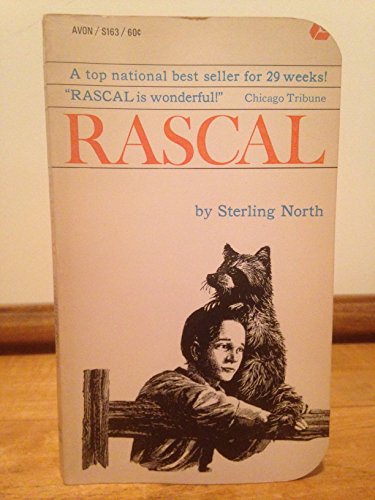 AVON / S163 / 60¢
A top national best seller for 29 weeks!
"RASCAL is wonderful!" Chicago Tribune
RASCAL
by Sterling North